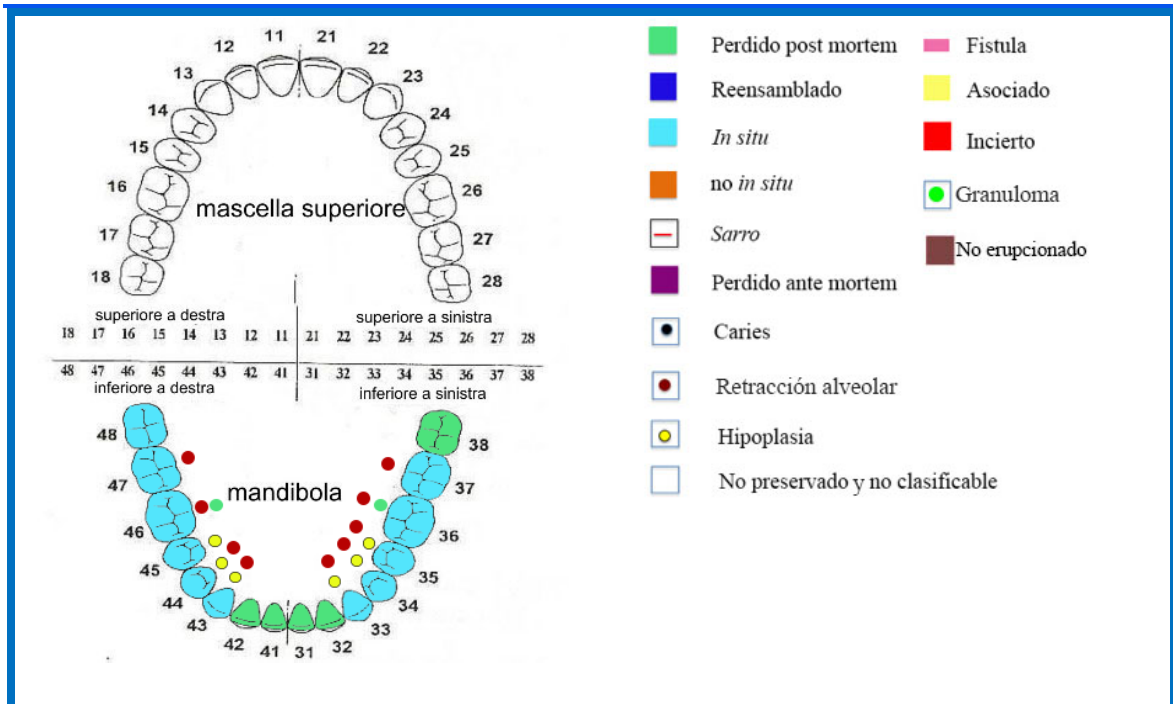 11 21
12 22
13 23
14 24
15 25
16 26
mascella superiore
17 27
18 28
superiore a destra superiore a sinistra
18 17 16 15 14 13 12 11 21 22 23 24 25 26 27 28
48 47 46 45 44 43 42 41 31 32 33 34 35 36 37 38
inferiore a destra inferiore a sinistra
48 38
47 37
mandibola
46 36
45 35
44 34
43 33
42 41 31 32
Perdido post mortem
Reensamblado
In situ
no in situ
Sarro
Perdido ante mortem
Caries
Retracción alveolar
Hipoplasia
No preservado y no clasificable
Fistula
Asociado
Incierto
Granuloma
No erupcionado